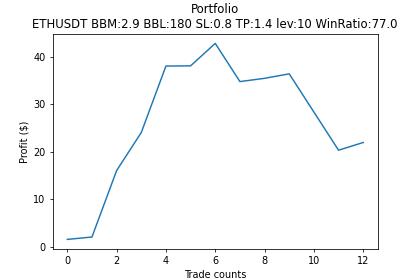 Portfolio
ETHUSDT BBM:2.9 BBL:180 SL:0.8 TP:1.4 lev:10 WinRatio:77.0
40
30
20
10
0
Profit ($)
0 2 4 6 8 10 12
Trade counts